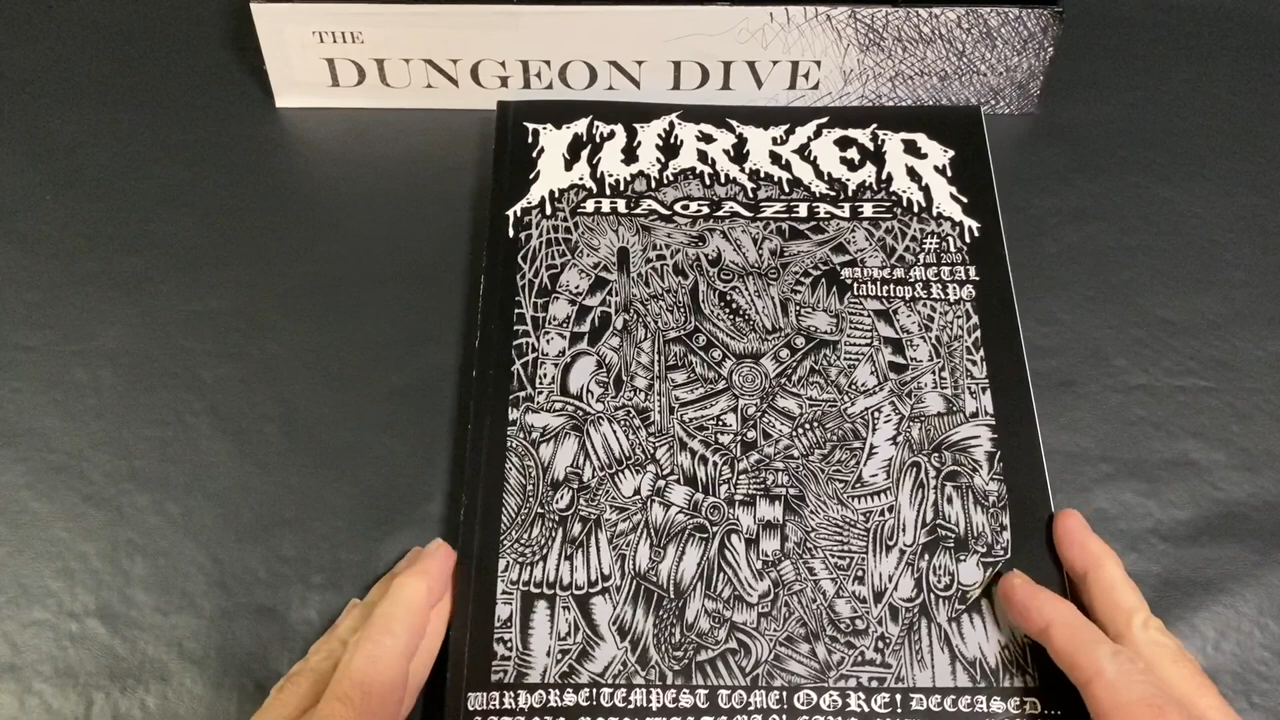 THE
DUNGEON DIVE
LURKER
MAGAZINE
#1
Fall 2019
MAYHEM, METAL
tabletop & RPG
WARHORSE! TEMPEST TOME! OGRE! DECEASED...